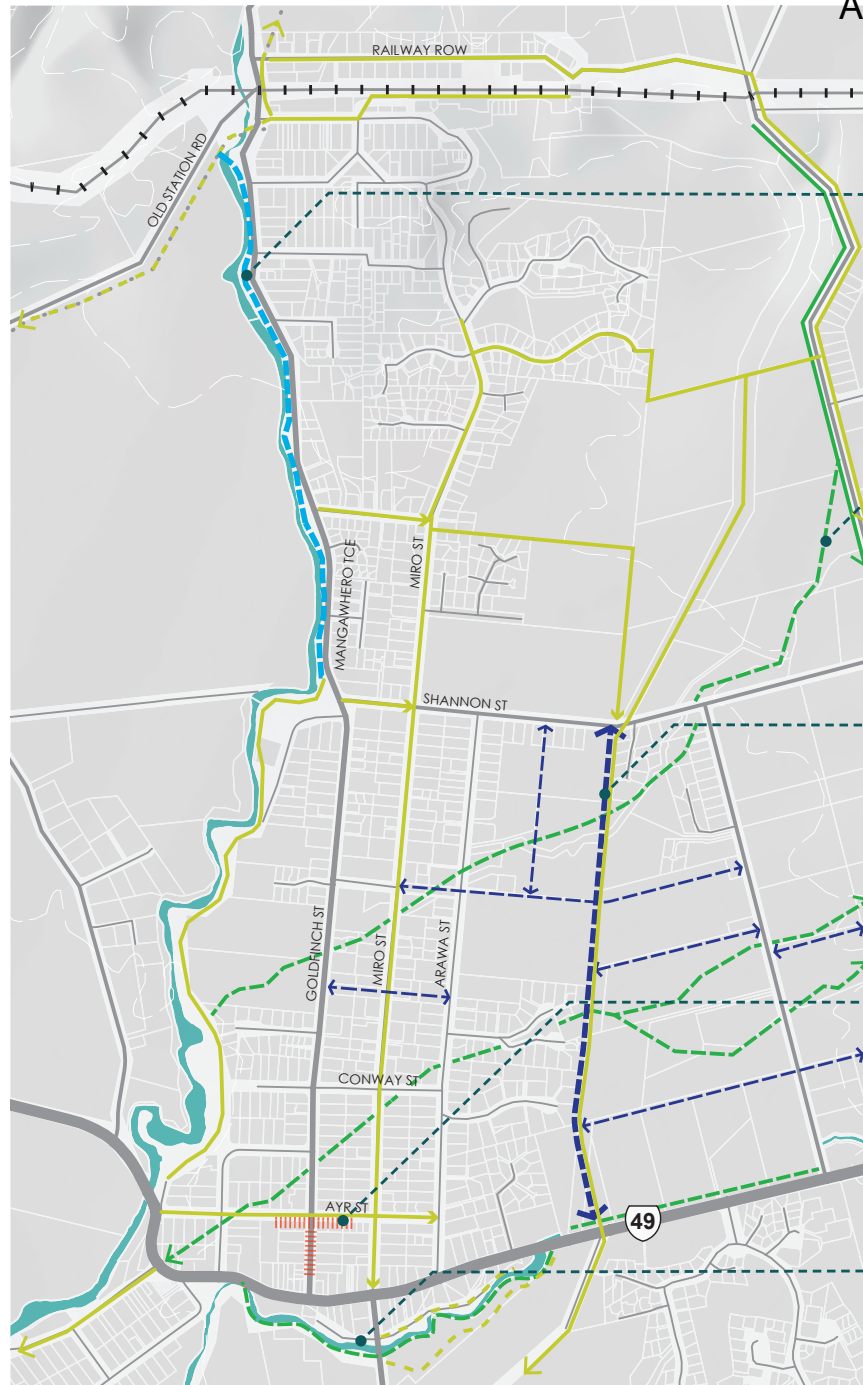 A
RAILWAY ROW
OLD STATION RD
MANGAWHERO TCE
MIRO ST
SHANNON ST
GOLDFINCH ST
MIRO ST
ARAWA ST
CONWAY ST
AYR ST
49